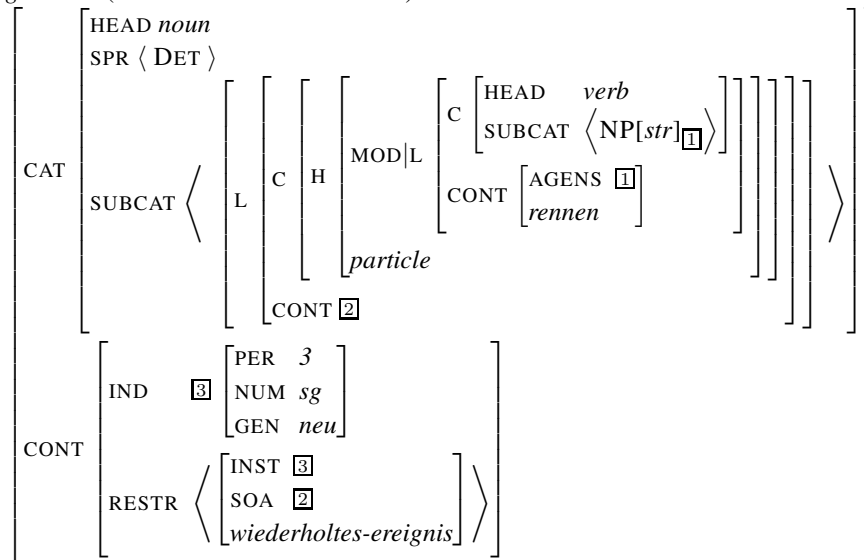 HEAD noun
SPR ⟨ DET ⟩
C [HEAD verb
SUBCAT ⟨NP[str] 1⟩]
MOD|L
CAT
SUBCAT ⟨ L C H
CONT [AGENS 1
rennen]
particle
CONT 2
PER 3
IND 3 NUM sg
GEN neu
CONT
INST 3
RESTR ⟨ SOA 2 ⟩
wiederholtes-ereignis